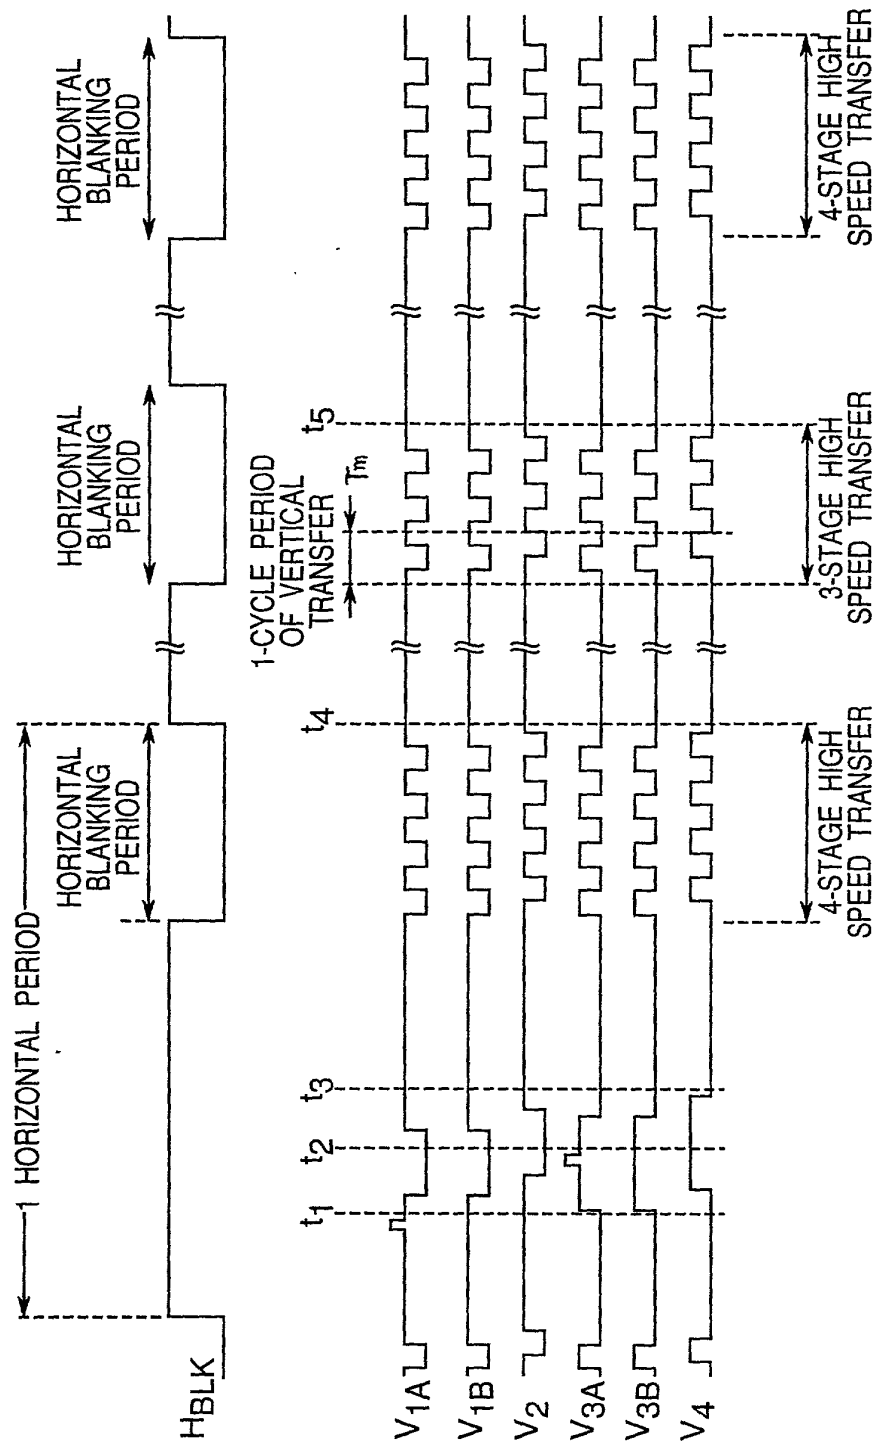 1 HORIZONTAL PERIOD
HORIZONTAL
BLANKING
PERIOD
HORIZONTAL
BLANKING
PERIOD
HORIZONTAL
BLANKING
PERIOD
HBLK
1-CYCLE PERIOD
OF VERTICAL
TRANSFER
Tm
t1
t2
t3
t4
t5
V1A
V1B
V2
V3A
V3B
V4
4-STAGE HIGH
SPEED TRANSFER
3-STAGE HIGH
SPEED TRANSFER
4-STAGE HIGH
SPEED TRANSFER